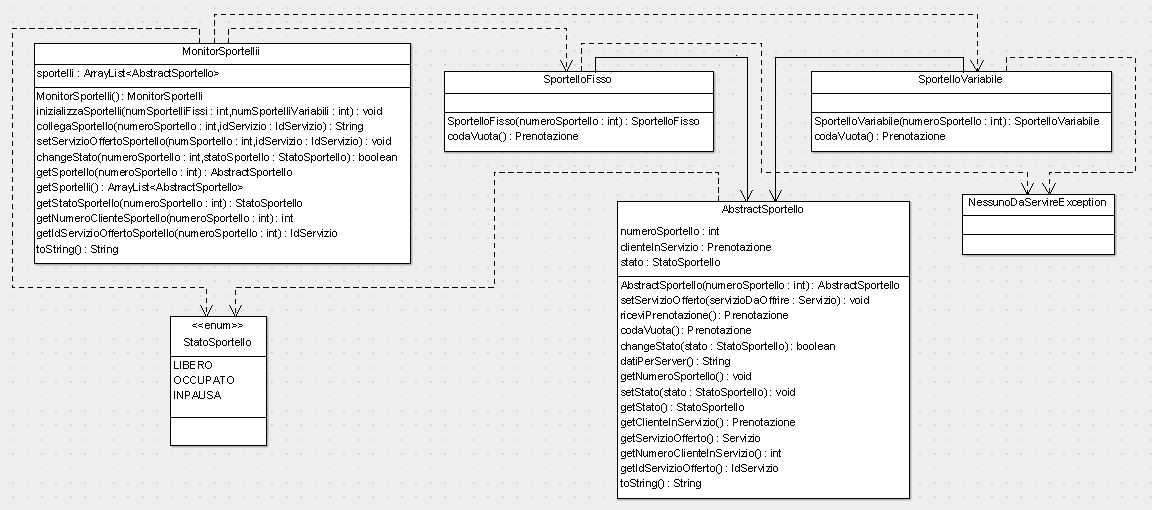 MonitorSportellii
sportelli : ArrayList<AbstractSportello>
MonitorSportelli() : MonitorSportelli
inizializzaSportelli(numSportelliFissi : int,numSportelliVariabili : int) : void
collegaSportello(numeroSportello : int,idServizio : IdServizio) : String
setServizioOffertoSportello(numSportello : int,idServizio : IdServizio) : void
changeStato(numeroSportello : int,statoSportello : StatoSportello) : boolean
getSportello(numeroSportello : int) : AbstractSportello
getSportelli() : ArrayList<AbstractSportello>
getStatoSportello(numeroSportello : int) : StatoSportello
getNumeroClienteSportello(numeroSportello : int) : int
getIdServizioOffertoSportello(numeroSportello : int) : IdServizio
toString() : String
SportelloFisso
SportelloFisso(numeroSportello : int) : SportelloFisso
codaVuota() : Prenotazione
SportelloVariabile
SportelloVariabile(numeroSportello : int) : SportelloVariabile
codaVuota() : Prenotazione
NessunoDaServireException
AbstractSportello
numeroSportello : int
clienteInServizio : Prenotazione
stato : StatoSportello
AbstractSportello(numeroSportello : int) : AbstractSportello
setServizioOfferto(servizioDaOffrire : Servizio) : void
riceviPrenotazione() : Prenotazione
codaVuota() : Prenotazione
changeStato(stato : StatoSportello) : boolean
datiPerServer() : String
getNumeroSportello() : void
setStato(stato : StatoSportello) : void
getStato() : StatoSportello
getClienteInServizio() : Prenotazione
getServizioOfferto() : Servizio
getNumeroClienteInServizio() : int
getIdServizioOfferto() : IdServizio
toString() : String
<<enum>>
StatoSportello
LIBERO
OCCUPATO
INPAUSA